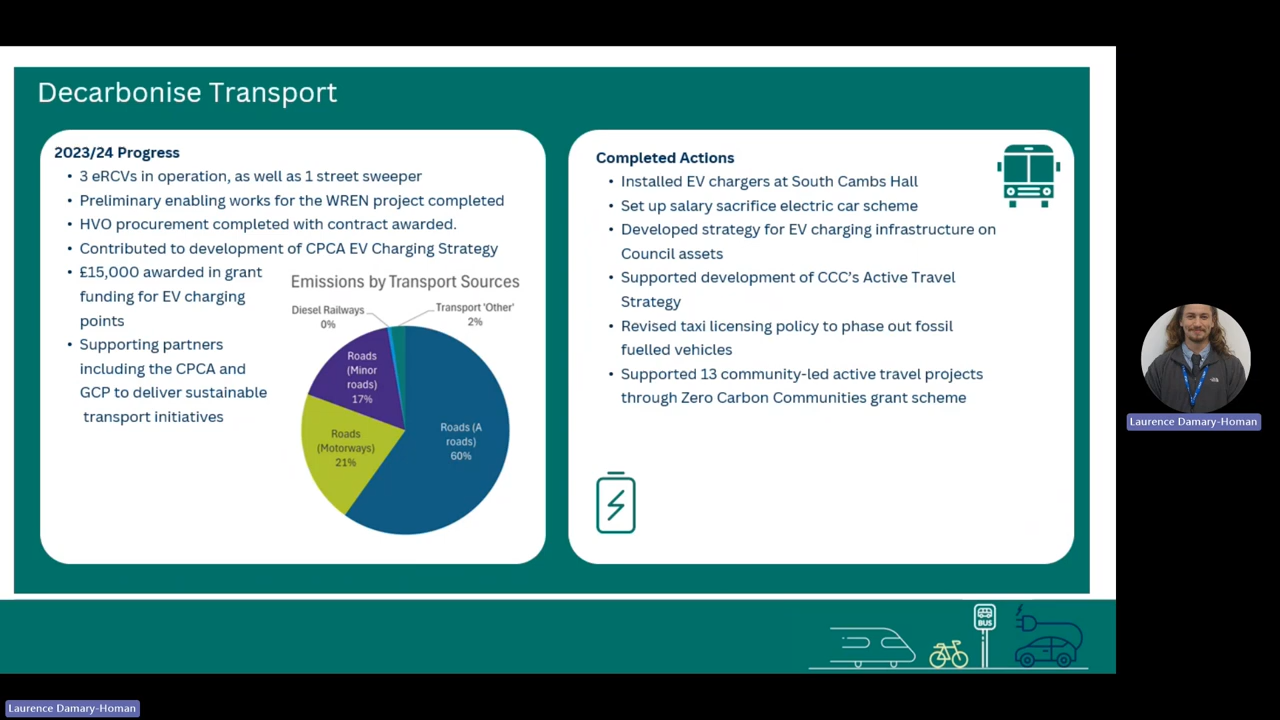 Decarbonise Transport
2023/24 Progress
• 3 eRCVs in operation, as well as 1 street sweeper
• Preliminary enabling works for the WREN project completed
• HVO procurement completed with contract awarded.
• Contributed to development of CPCA EV Charging Strategy
• £15,000 awarded in grant
funding for EV charging
points
• Supporting partners
including the CPCA and
GCP to deliver sustainable
transport initiatives
Emissions by Transport Sources
Diesel Railways
0%
Transport 'Other'
2%
Roads
(Minor
roads)
17%
Roads
(Motorways)
21%
Roads (A
roads)
60%
Completed Actions
• Installed EV chargers at South Cambs Hall
• Set up salary sacrifice electric car scheme
• Developed strategy for EV charging infrastructure on
Council assets
• Supported development of CCC’s Active Travel
Strategy
• Revised taxi licensing policy to phase out fossil
fuelled vehicles
• Supported 13 community-led active travel projects
through Zero Carbon Communities grant scheme
BUS
Laurence Damary-Homan
Laurence Damary-Homan